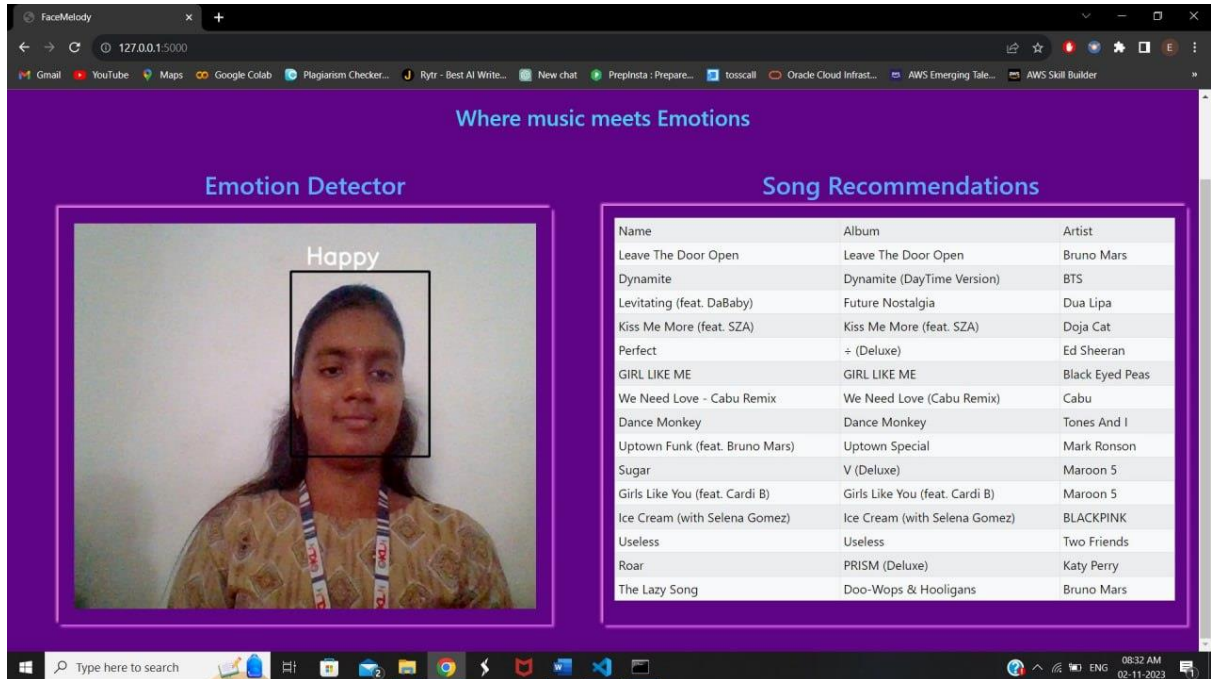 FaceMelody
127.0.0.1:5000
Gmail YouTube Maps Google Colab Plagiarism Checker... Rytr - Best AI Write... New chat PrepInsta : Prepare... tosscall Oracle Cloud Infrast... AWS Emerging Tale... AWS Skill Builder »
E
Where music meets Emotions
Emotion Detector
Happy
Song Recommendations
Name Album Artist
Leave The Door Open Leave The Door Open Bruno Mars
Dynamite Dynamite (DayTime Version) BTS
Levitating (feat. DaBaby) Future Nostalgia Dua Lipa
Kiss Me More (feat. SZA) Kiss Me More (feat. SZA) Doja Cat
Perfect ÷ (Deluxe) Ed Sheeran
GIRL LIKE ME GIRL LIKE ME Black Eyed Peas
We Need Love - Cabu Remix We Need Love (Cabu Remix) Cabu
Dance Monkey Dance Monkey Tones And I
Uptown Funk (feat. Bruno Mars) Uptown Special Mark Ronson
Sugar V (Deluxe) Maroon 5
Girls Like You (feat. Cardi B) Girls Like You (feat. Cardi B) Maroon 5
Ice Cream (with Selena Gomez) Ice Cream (with Selena Gomez) BLACKPINK
Useless Useless Two Friends
Roar PRISM (Deluxe) Katy Perry
The Lazy Song Doo-Wops & Hooligans Bruno Mars
Type here to search
ENG
08:32 AM
02-11-2023